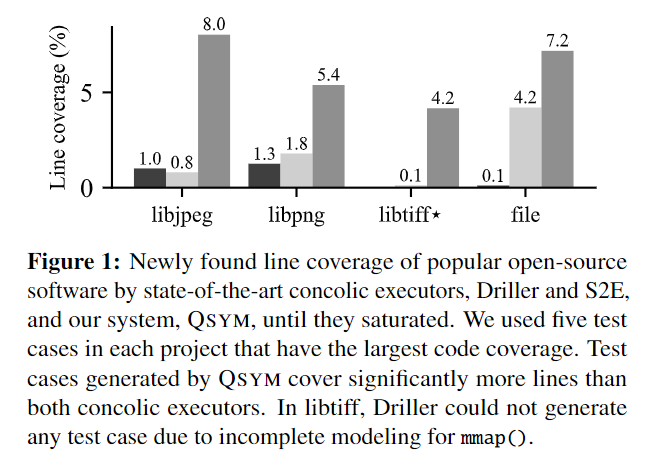 Line coverage (%)
8.0
7.2
5.4
5
4.2
4.2
1.0
0.8
1.3
1.8
0.1
0.1
0
libjpeg
libpng
libtiff⋆
file
Figure 1: Newly found line coverage of popular open-source
software by state-of-the-art concolic executors, Driller and S2E,
and our system, QSYM, until they saturated. We used five test
cases in each project that have the largest code coverage. Test
cases generated by QSYM cover significantly more lines than
both concolic executors. In libtiff, Driller could not generate
any test case due to incomplete modeling for mmap().